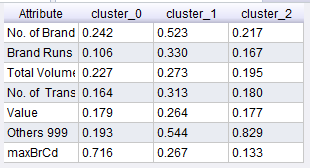 Attribute cluster_0 cluster_1 cluster_2
No. of Brand 0.242 0.523 0.217
Brand Runs 0.106 0.330 0.167
Total Volume 0.227 0.273 0.195
No. of Trans 0.164 0.313 0.180
Value 0.179 0.264 0.177
Others 999 0.193 0.544 0.829
maxBrCd 0.716 0.267 0.133